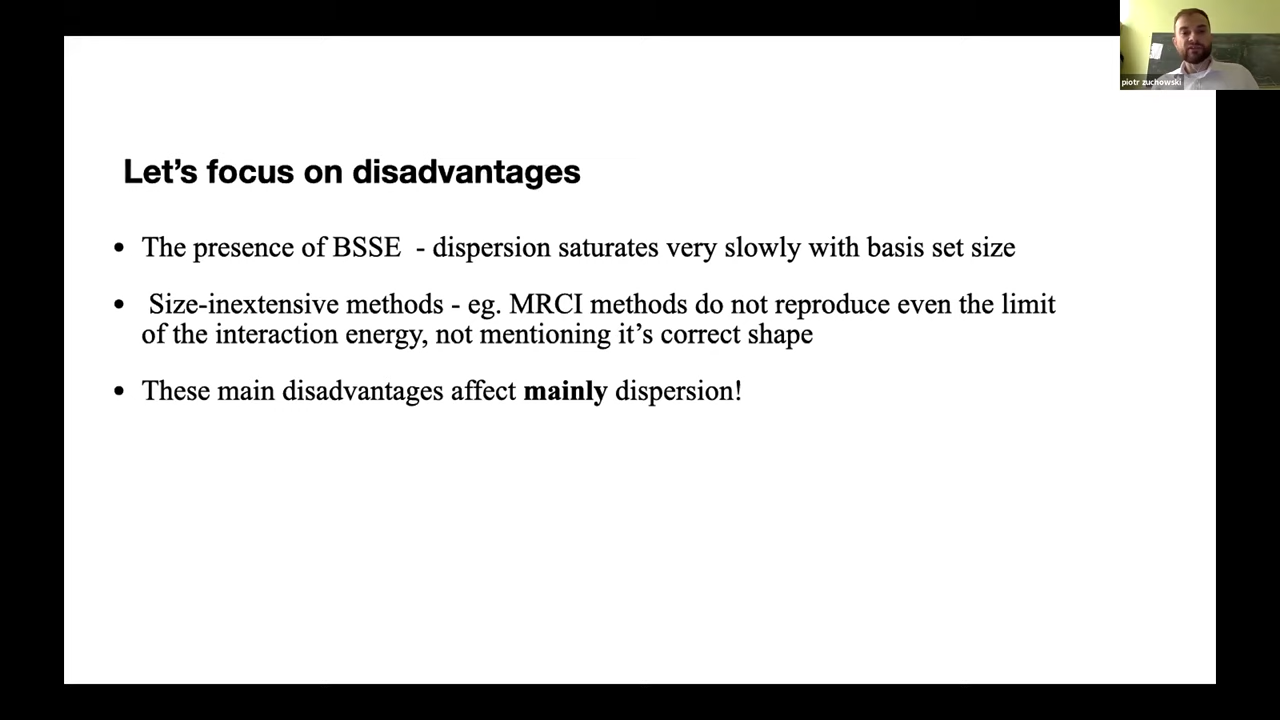 piotr zuchowski
Let's focus on disadvantages
• The presence of BSSE - dispersion saturates very slowly with basis set size
• Size-inextensive methods - eg. MRCI methods do not reproduce even the limit
of the interaction energy, not mentioning it's correct shape
• These main disadvantages affect mainly dispersion!